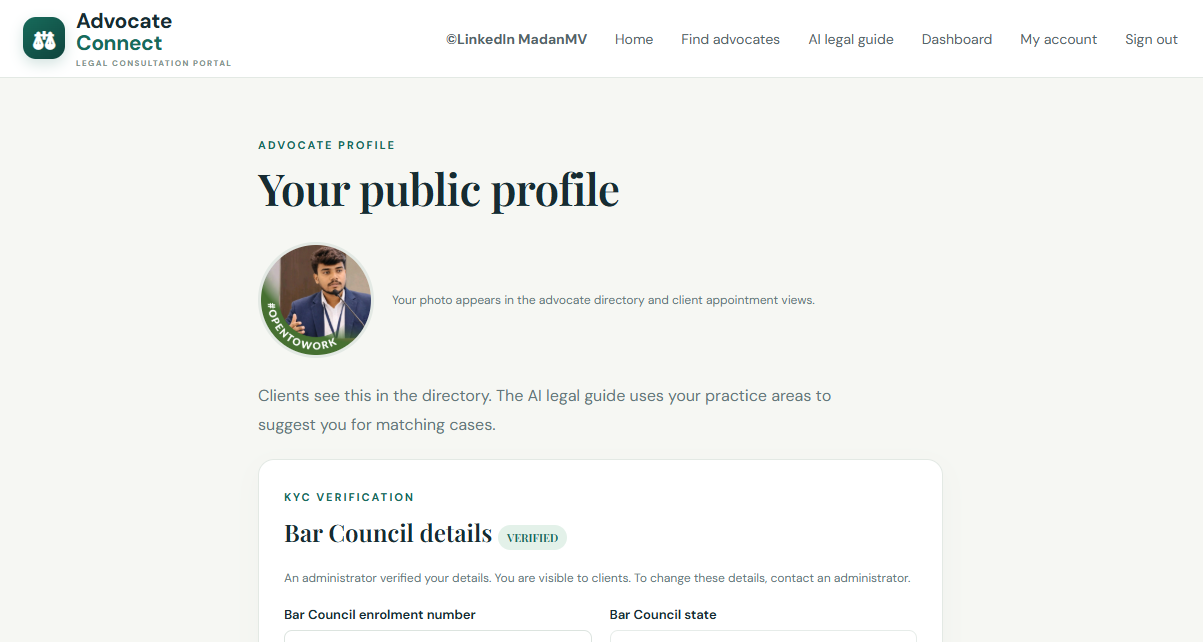 Advocate
Connect
LEGAL CONSULTATION PORTAL
©LinkedIn MadanMV Home Find advocates AI legal guide Dashboard My account Sign out
ADVOCATE PROFILE
Your public profile
#OPENTOWORK
Your photo appears in the advocate directory and client appointment views.
Clients see this in the directory. The AI legal guide uses your practice areas to
suggest you for matching cases.
KYC VERIFICATION
Bar Council details VERIFIED
An administrator verified your details. You are visible to clients. To change these details, contact an administrator.
Bar Council enrolment number Bar Council state